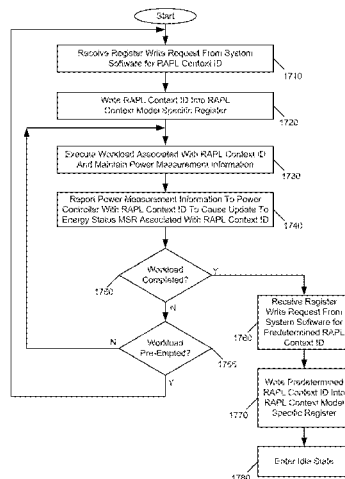 Start
Receive Register Write Request From System
Software for RAPL Context ID
1710
Write RAPL Context ID Into RAPL
Context Model Specific Register
1720
Execute Workload Associated With RAPL Context ID
And Maintain Power Measurement Information
1730
Report Power Measurement Information To Power
Controller With RAPL Context ID To Cause Update To
Energy Status MSR Associated With RAPL Context ID
1740
Workload
Completed?
Y
1750
N
Receive Register
Write Request From
System Software for
Predetermined RAPL
Context ID
1760
N
Workload
Pre-Empted?
1755
Y
Write Predetermined
RAPL Context ID Into
RAPL Context Model
Specific Register
1770
Enter Idle State
1780